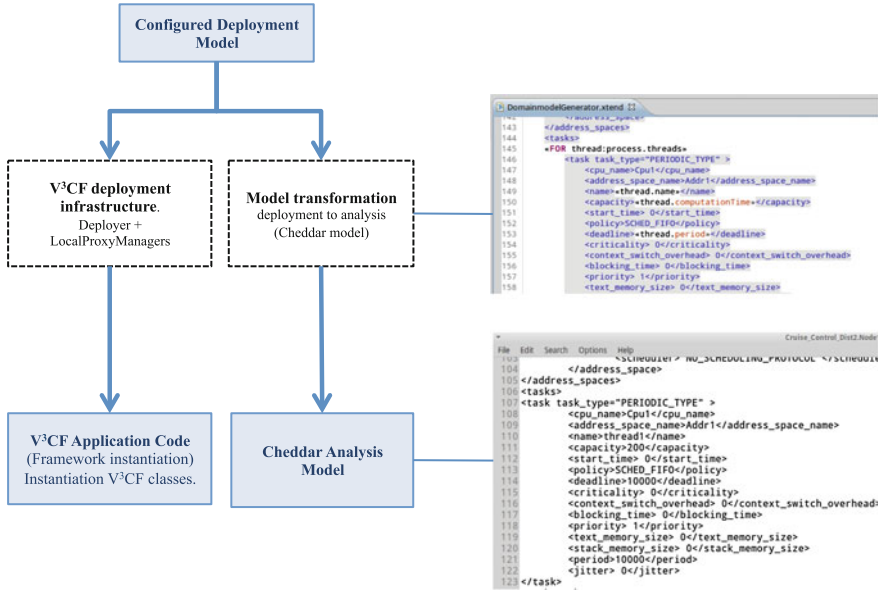 Configured Deployment
Model
V³CF deployment
infrastructure.
Deployer +
LocalProxyManagers
Model transformation
deployment to analysis
(Cheddar model)
V³CF Application Code
(Framework instantiation)
Instantiation V³CF classes.
Cheddar Analysis
Model
DomainmodelGenerator.xtend
142 </address_space>
143 </address_spaces>
144 <tasks>
145 «FOR thread:process.threads»
146 <task task_type="PERIODIC_TYPE" >
147 <cpu_name>Cpu1</cpu_name>
148 <address_space_name>Addr1</address_space_name>
149 <name>«thread.name»</name>
150 <capacity>«thread.computationTime»</capacity>
151 <start_time> 0</start_time>
152 <policy>SCHED_FIFO</policy>
153 <deadline>«thread.period»</deadline>
154 <criticality> 0</criticality>
155 <context_switch_overhead> 0</context_switch_overhead>
156 <blocking_time> 0</blocking_time>
157 <priority> 1</priority>
158 <text_memory_size> 0</text_memory_size>
Cruise_Control_Dist2.Node
File Edit Search Options Help
103 <scheduler> NO_SCHEDULING_PROTOCOL </schedule
104 </address_space>
105 </address_spaces>
106 <tasks>
107 <task task_type="PERIODIC_TYPE" >
108 <cpu_name>Cpu1</cpu_name>
109 <address_space_name>Addr1</address_space_name>
110 <name>thread1</name>
111 <capacity>200</capacity>
112 <start_time> 0</start_time>
113 <policy>SCHED_FIFO</policy>
114 <deadline>10000</deadline>
115 <criticality> 0</criticality>
116 <context_switch_overhead> 0</context_switch_overhead>
117 <blocking_time> 0</blocking_time>
118 <priority> 1</priority>
119 <text_memory_size> 0</text_memory_size>
120 <stack_memory_size> 0</stack_memory_size>
121 <period>10000</period>
122 <jitter> 0</jitter>
123 </task>